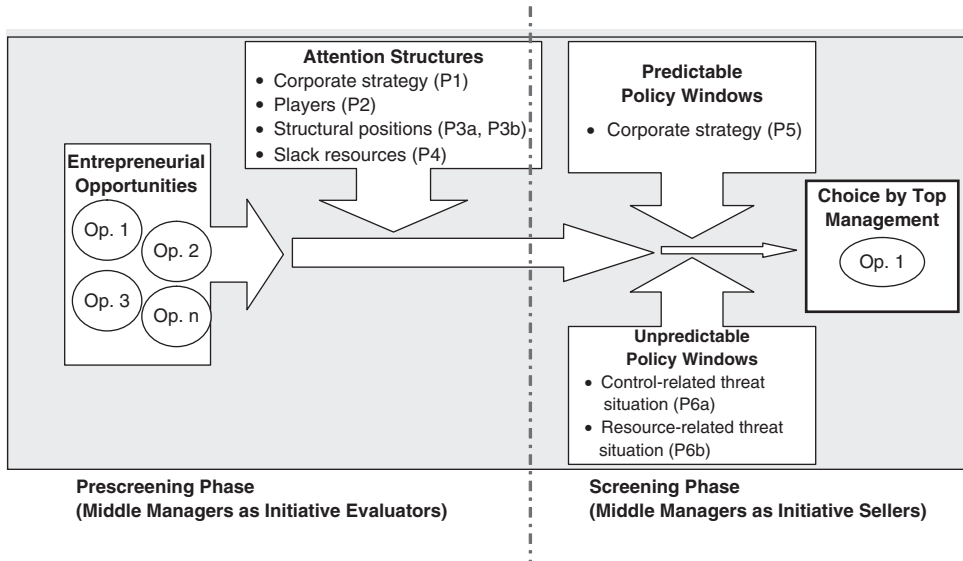 Attention Structures
• Corporate strategy (P1)
• Players (P2)
• Structural positions (P3a, P3b)
• Slack resources (P4)
Predictable
Policy Windows
• Corporate strategy (P5)
Entrepreneurial
Opportunities
Op. 1
Op. 2
Op. 3
Op. n
Choice by Top
Management
Op. 1
Unpredictable
Policy Windows
• Control-related threat
situation (P6a)
• Resource-related threat
situation (P6b)
Prescreening Phase
(Middle Managers as Initiative Evaluators)
Screening Phase
(Middle Managers as Initiative Sellers)